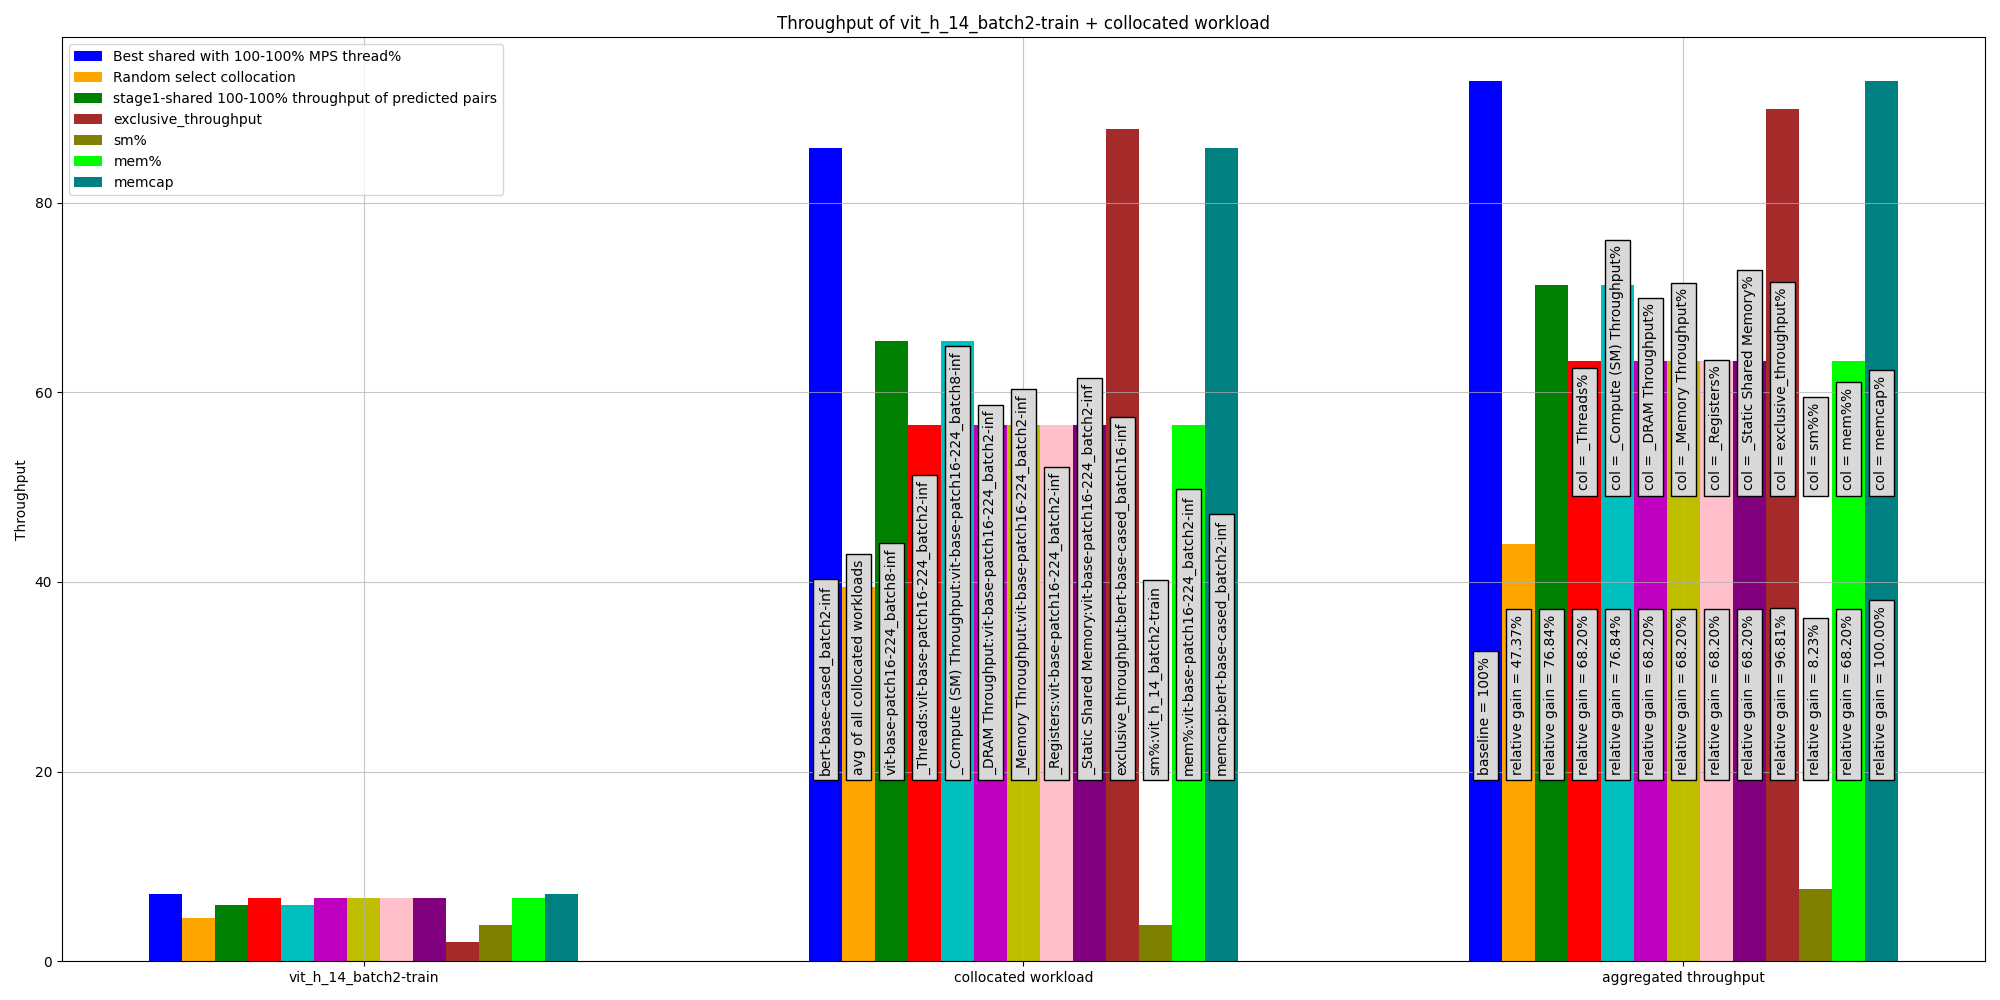 Throughput of vit_h_14_batch2-train + collocated workload
Best shared with 100-100% MPS thread%
Random select collocation
stage1-shared 100-100% throughput of predicted pairs
exclusive_throughput
sm%
mem%
memcap
Throughput
80
60
40
20
0
bert-base-cased_batch2-inf
avg of all collocated workloads
vit-base-patch16-224_batch8-inf
_Threads:vit-base-patch16-224_batch2-inf
_Compute (SM) Throughput:vit-base-patch16-224_batch8-inf
_DRAM Throughput:vit-base-patch16-224_batch2-inf
_Memory Throughput:vit-base-patch16-224_batch2-inf
_Registers:vit-base-patch16-224_batch2-inf
_Static Shared Memory:vit-base-patch16-224_batch2-inf
exclusive_throughput:bert-base-cased_batch16-inf
sm%:vit_h_14_batch2-train
mem%:vit-base-patch16-224_batch2-inf
memcap:bert-base-cased_batch2-inf
col = _Threads%
col = _Compute (SM) Throughput%
col = _DRAM Throughput%
col = _Memory Throughput%
col = _Registers%
col = _Static Shared Memory%
col = exclusive_throughput%
col = sm%%
col = mem%%
col = memcap%
baseline = 100%
relative gain = 47.37%
relative gain = 76.84%
relative gain = 68.20%
relative gain = 76.84%
relative gain = 68.20%
relative gain = 68.20%
relative gain = 68.20%
relative gain = 68.20%
relative gain = 96.81%
relative gain = 8.23%
relative gain = 68.20%
relative gain = 100.00%
vit_h_14_batch2-train
collocated workload
aggregated throughput